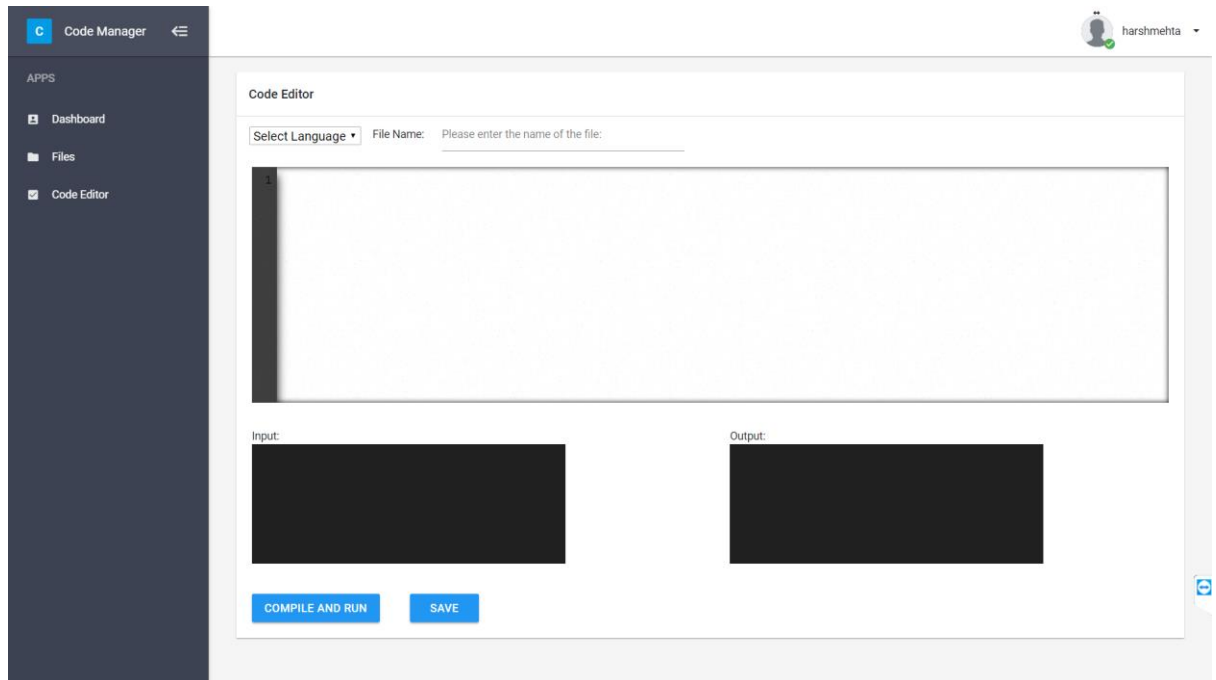 C Code Manager
harshmehta
APPS
Dashboard
Files
Code Editor
Code Editor
Select Language File Name: Please enter the name of the file:
1
Input: Output:
COMPILE AND RUN SAVE